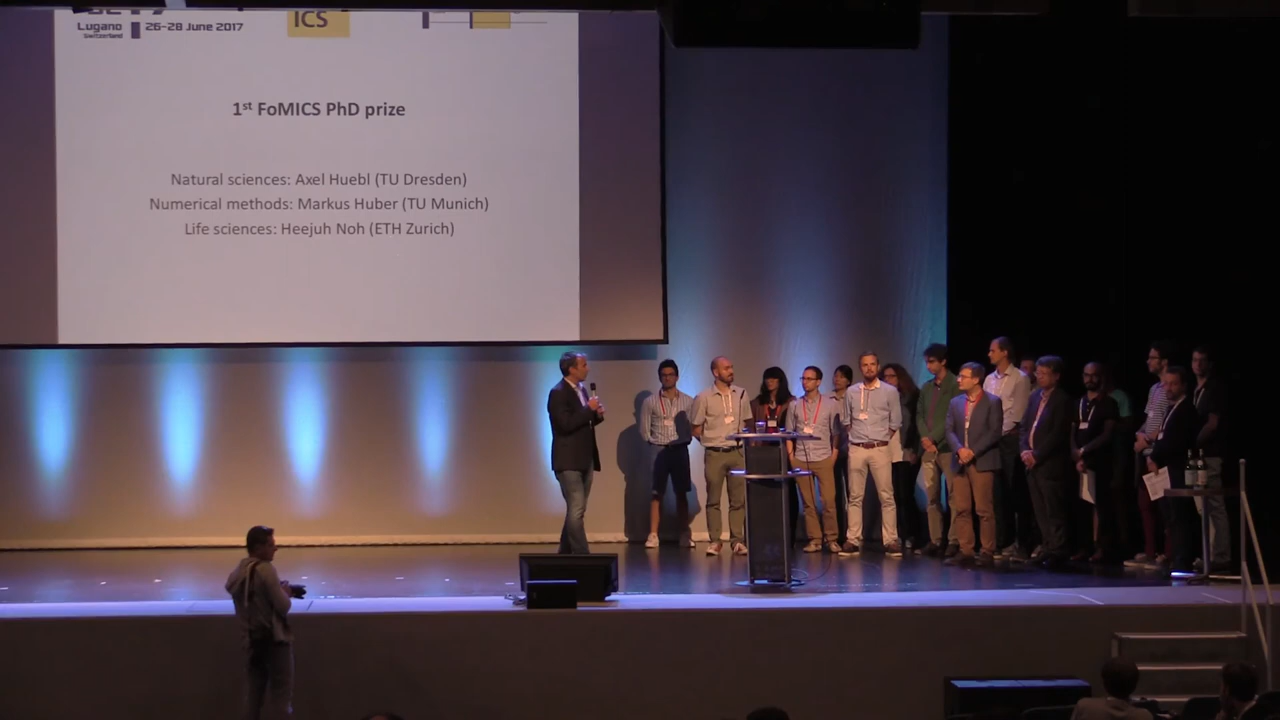 Lugano
Switzerland
26-28 June 2017
ICS
1st FoMICS PhD prize
Natural sciences: Axel Huebl (TU Dresden)
Numerical methods: Markus Huber (TU Munich)
Life sciences: Heejuh Noh (ETH Zurich)